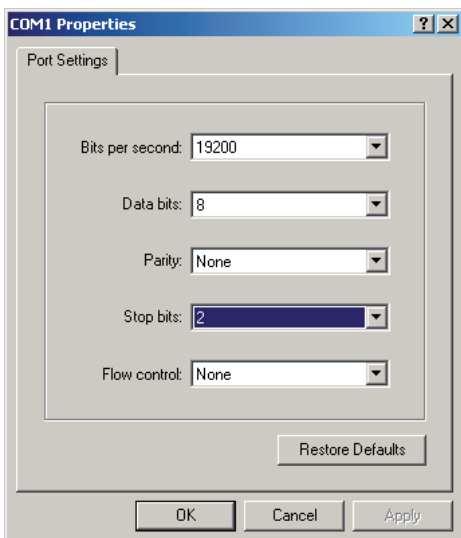 COM1 Properties
Port Settings
Bits per second: 19200
Data bits: 8
Parity: None
Stop bits: 2
Flow control: None
Restore Defaults
OK Cancel Apply